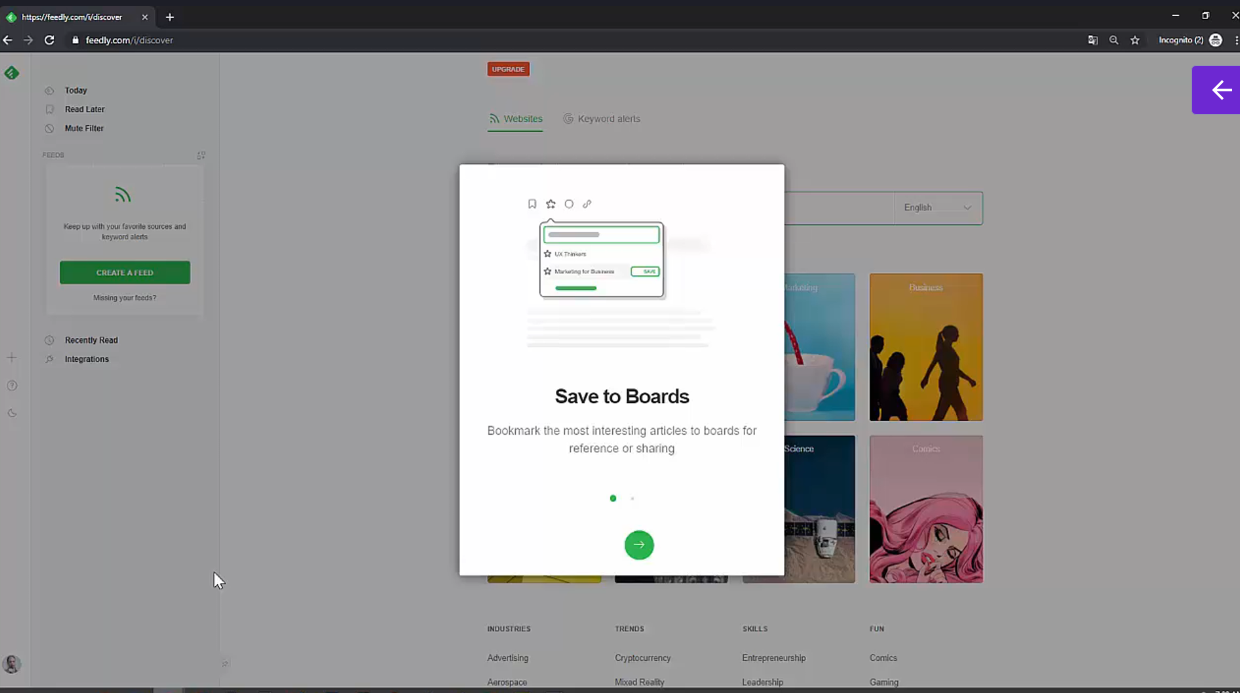 https://feedly.com/i/discover
feedly.com/i/discover
Incognito (2)
UPGRADE
Today
Read Later
Mute Filter
Websites
Keyword alerts
FEEDS
Keep up with your favorite sources and
keyword alerts
CREATE A FEED
Missing your feeds?
Recently Read
Integrations
English
UX Thinkers
Marketing for Business
SAVE
Marketing
Business
Save to Boards
Bookmark the most interesting articles to boards for
reference or sharing
Science
Comics
INDUSTRIES
TRENDS
SKILLS
FUN
Advertising
Cryptocurrency
Entrepreneurship
Comics
Aerospace
Mixed Reality
Leadership
Gaming